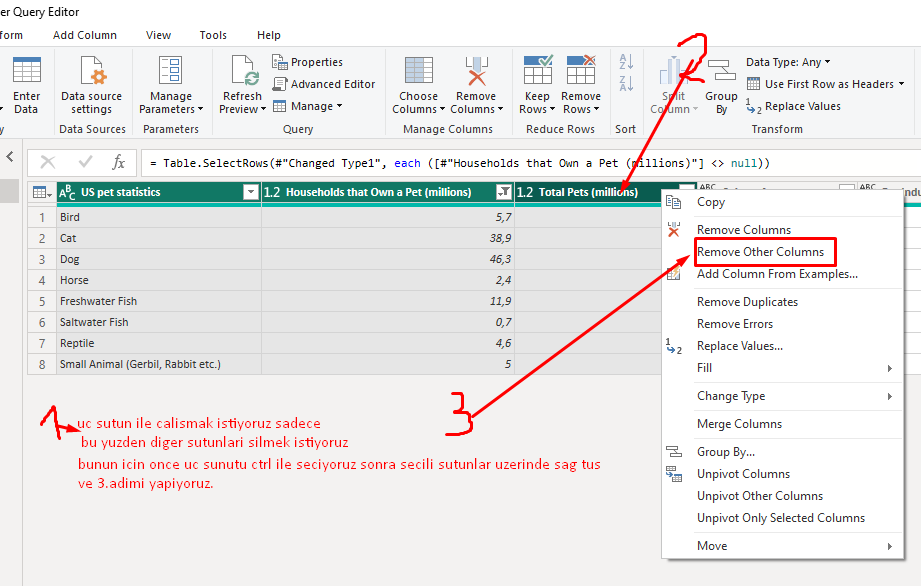 er Query Editor
form Add Column View Tools Help
Enter Data
Data source settings
Manage Parameters
Refresh Preview
Properties
Advanced Editor
Manage
Choose Columns
Remove Columns
Keep Rows
Remove Rows
Split Column
Group By
Data Type: Any
Use First Row as Headers
Replace Values
y Data Sources Parameters Query Manage Columns Reduce Rows Sort Transform
fx = Table.SelectRows(#"Changed Type1", each ([#"Households that Own a Pet (millions)"] <> null))
ABC US pet statistics 1.2 Households that Own a Pet (millions) 1.2 Total Pets (millions) ABC ABC
1 Bird 5,7
2 Cat 38,9
3 Dog 46,3
4 Horse 2,4
5 Freshwater Fish 11,9
6 Saltwater Fish 0,7
7 Reptile 4,6
8 Small Animal (Gerbil, Rabbit etc.) 5
Copy
Remove Columns
Remove Other Columns
Add Column From Examples...
Remove Duplicates
Remove Errors
Replace Values...
Fill
Change Type
Merge Columns
Group By...
Unpivot Columns
Unpivot Other Columns
Unpivot Only Selected Columns
Move
1
2
3
uc sutun ile calismak istiyoruz sadece
bu yuzden diger sutunlari silmek istiyoruz
bunun icin once uc sunutu ctrl ile seciyoruz sonra secili sutunlar uzerinde sag tus
ve 3.adimi yapiyoruz.